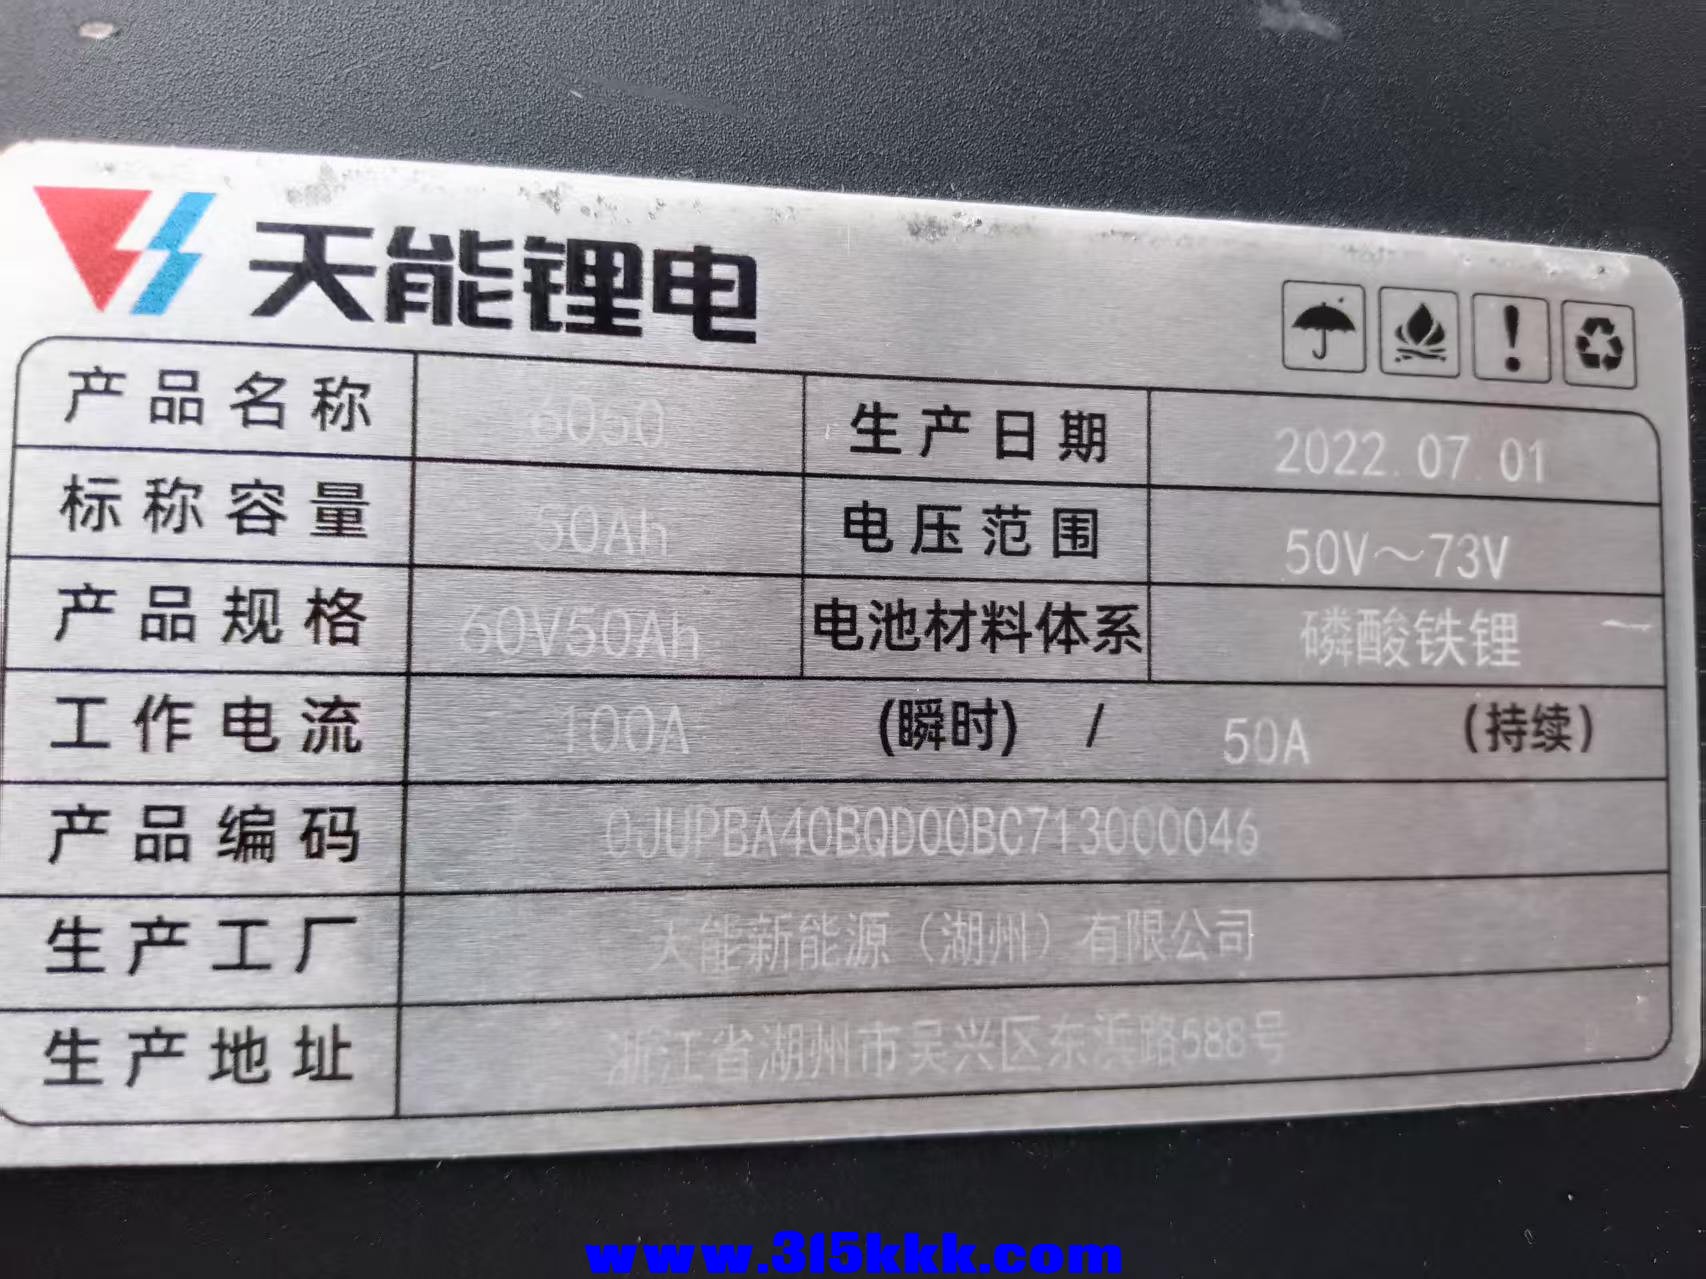 天能锂电
产品名称 6050 生产日期 2022.07.01
标称容量 50Ah 电压范围 50V～73V
产品规格 60V50Ah 电池材料体系 磷酸铁锂
工作电流 100A (瞬时) / 50A (持续)
产品编码 0JUPBA40BQD00BC713000046
生产工厂 天能新能源（湖州）有限公司
生产地址 浙江省湖州市吴兴区东浜路588号
www.315kkk.com